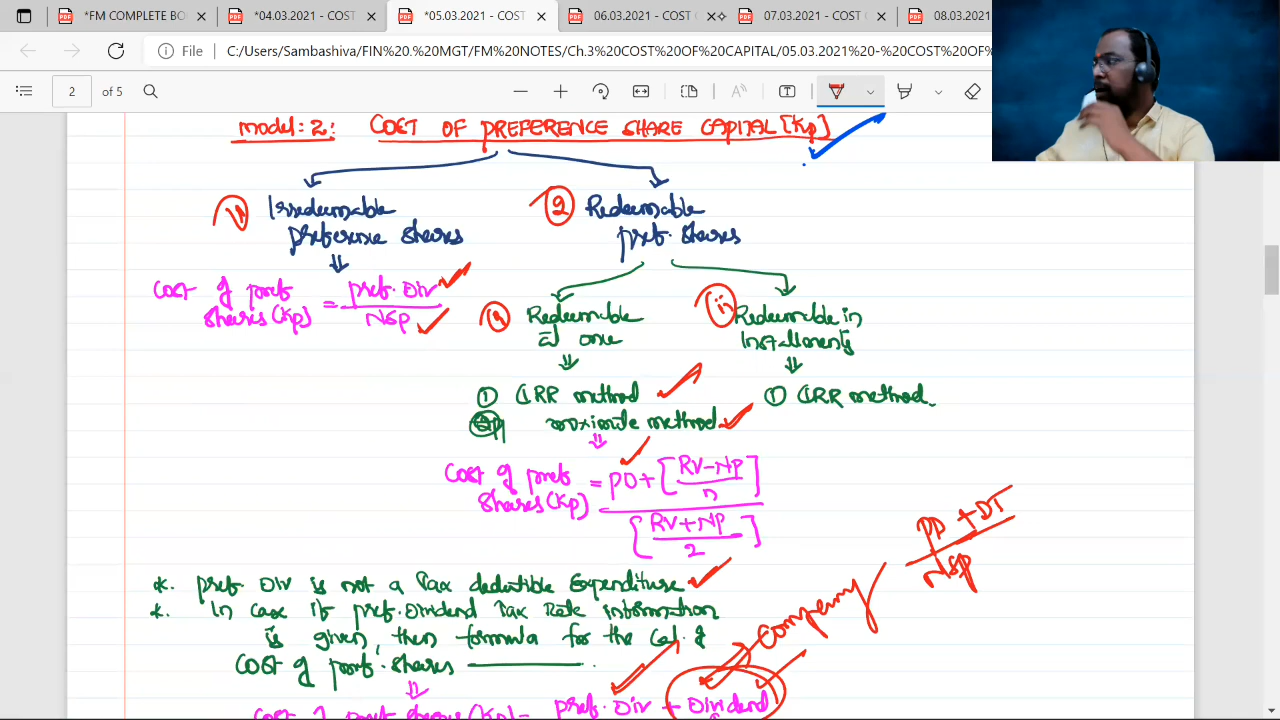 *FM COMPLETE BO
*04.03.2021 - COST
*05.03.2021 - COST
06.03.2021 - COST C
07.03.2021 - COST C
08.03.2021
File
C:/Users/Sambashiva/FIN%20.%20MGT/FM%20NOTES/Ch.3%20COST%20OF%20CAPITAL/05.03.2021%20-%20COST%20OF%
2 of 5
model:2: COST OF PREFERENCE SHARE CAPITAL [Kp]
1 Irredeemable preference shares
2 Redeemable pref. shares
Cost of pref shares (Kp) = pref. Div / NSP
(i) Redeemable at once
(ii) Redeemable in Installments
① IRR method
① IRR method.
method
Cost of pref shares (Kp) = PD + [RV-NP / n] / [RV+NP / 2]
PD + DT / NSP
Company
*. pref Div is not a Tax deductible Expenditure
*. In case if pref. Dividend Tax Rate information
is given, then formula for the Cal. of
COST of pref. shares
pref. Div + Dividend